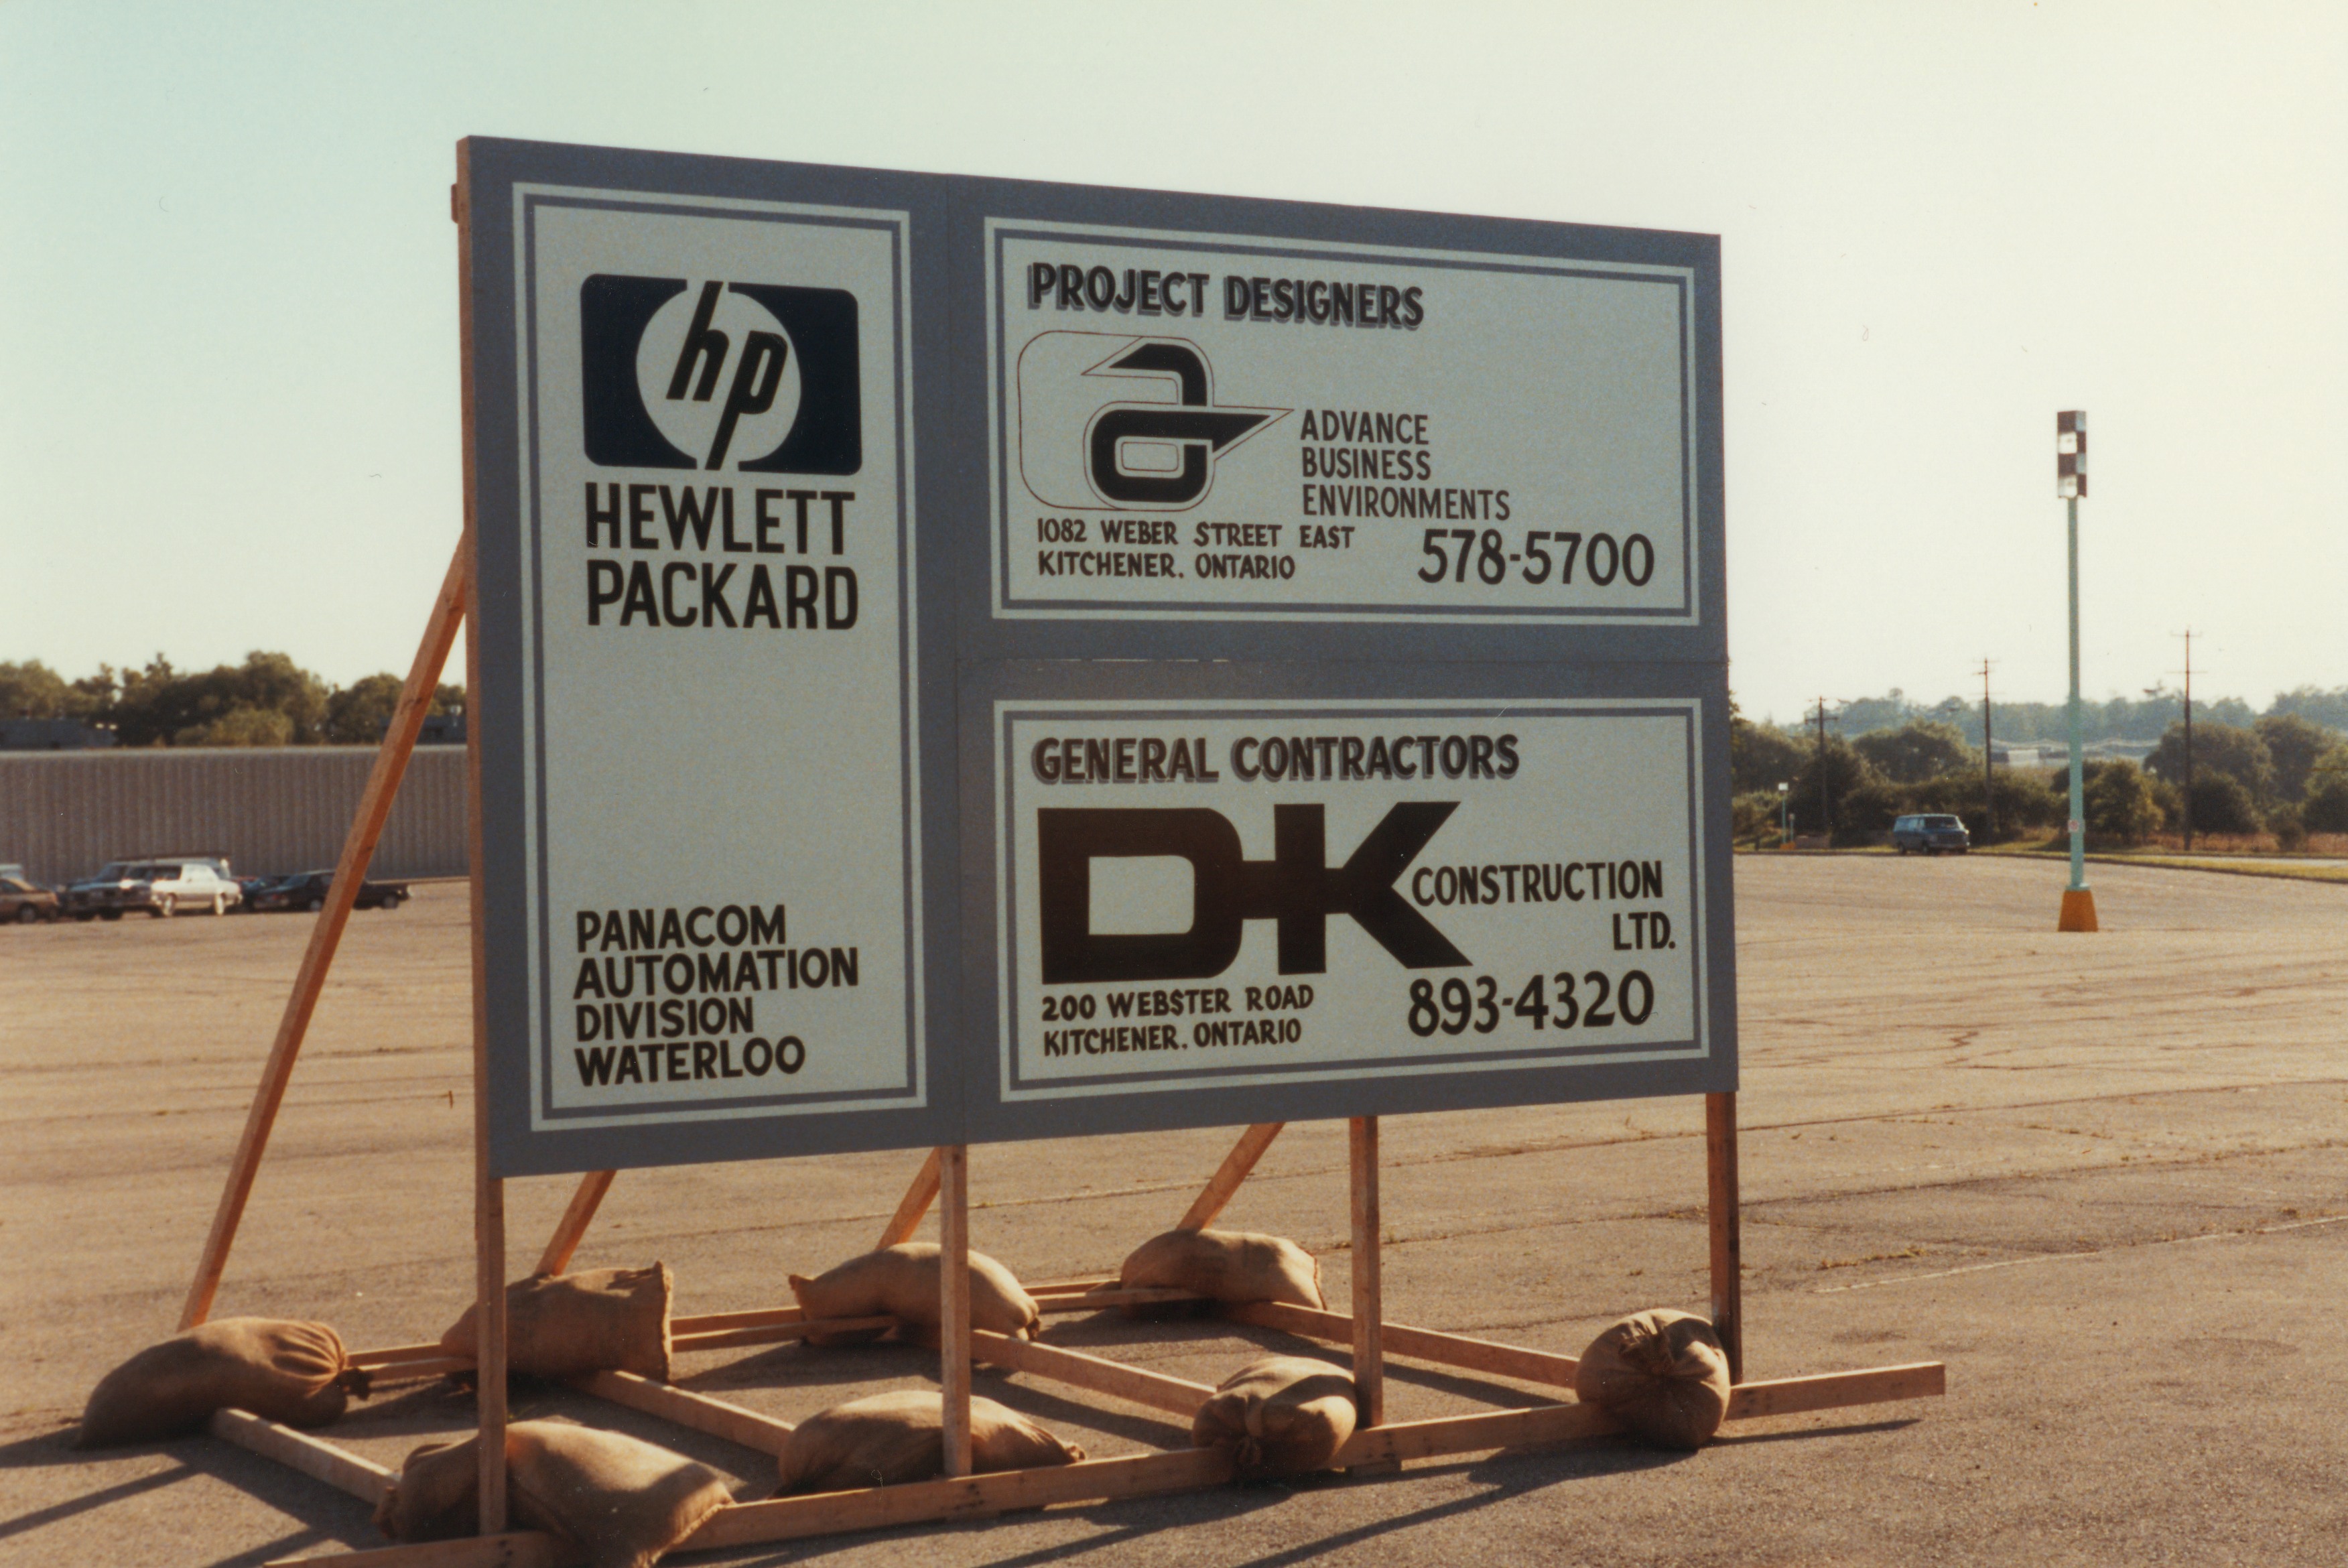 hp
HEWLETT
PACKARD
PANACOM
AUTOMATION
DIVISION
WATERLOO
PROJECT DESIGNERS
a
ADVANCE
BUSINESS
ENVIRONMENTS
1082 WEBER STREET EAST
KITCHENER. ONTARIO
578-5700
GENERAL CONTRACTORS
DK
CONSTRUCTION
LTD.
200 WEBSTER ROAD
KITCHENER. ONTARIO
893-4320